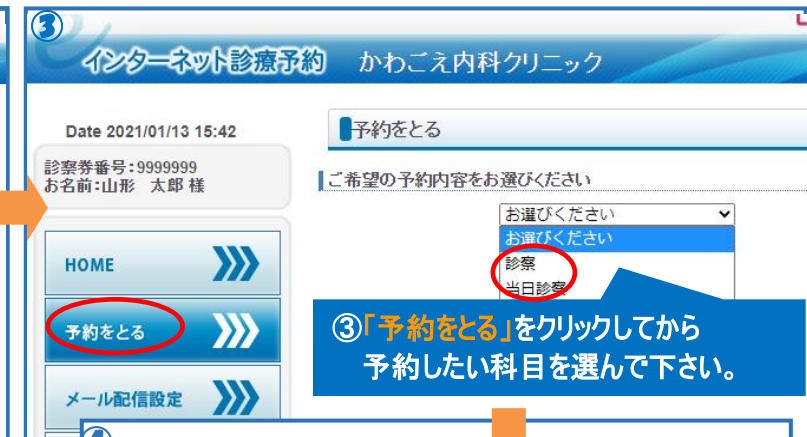 ③
インターネット診療予約 かわごえ内科クリニック
Date 2021/01/13 15:42
診察券番号:9999999
お名前:山形 太郎 様
HOME
予約をとる
メール配信設定
予約をとる
ご希望の予約内容をお選びください
お選びください
お選びください
診察
当日診察
③「予約をとる」をクリックしてから
予約したい科目を選んで下さい。
④